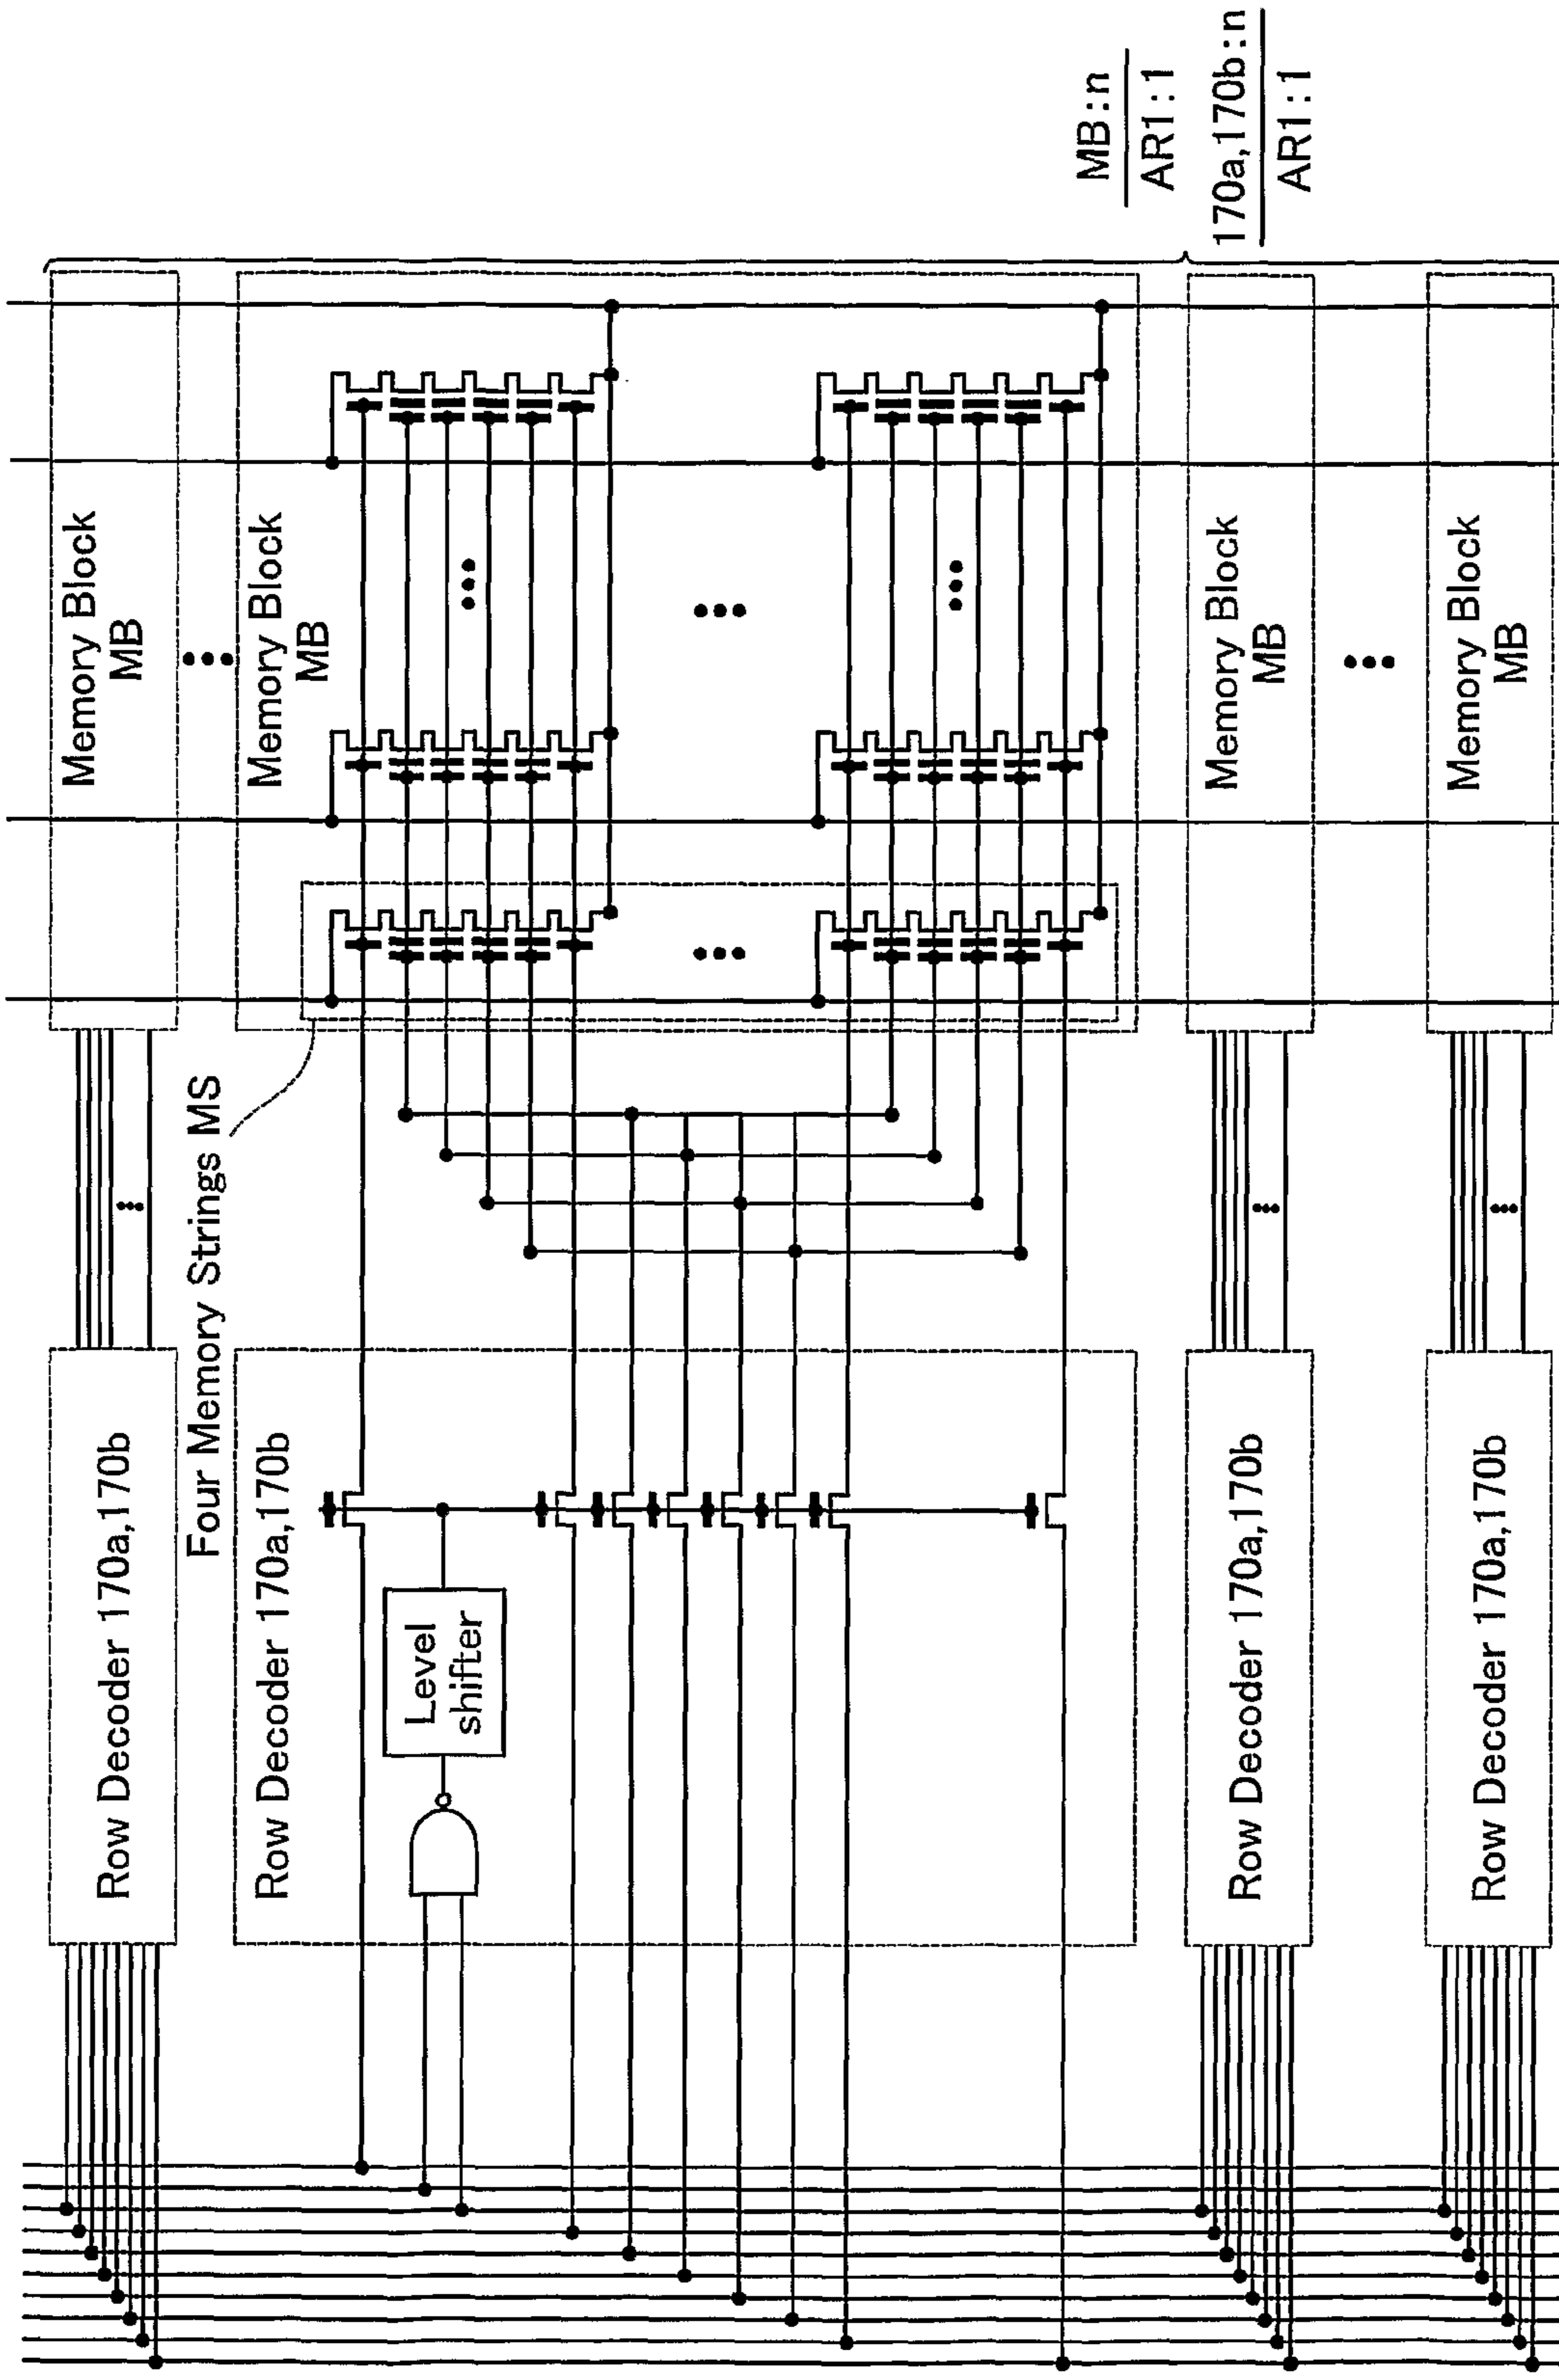 Memory Block
MB
Memory Block
MB
Memory Block
MB
Memory Block
MB
MB:n
AR1:1
170a,170b:n
AR1:1
Four Memory Strings MS
Row Decoder 170a,170b
Row Decoder 170a,170b
Level
shifter
Row Decoder 170a,170b
Row Decoder 170a,170b